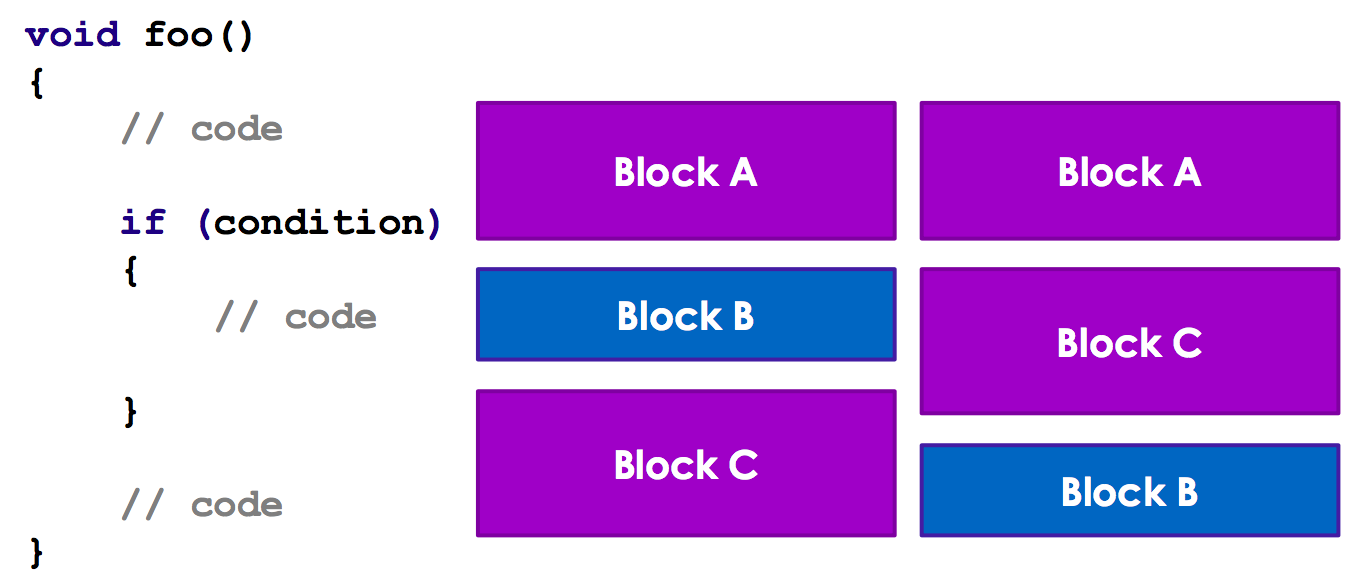 void foo()
{
// code
if (condition)
{
// code
}
// code
}
Block A
Block B
Block C
Block A
Block C
Block B